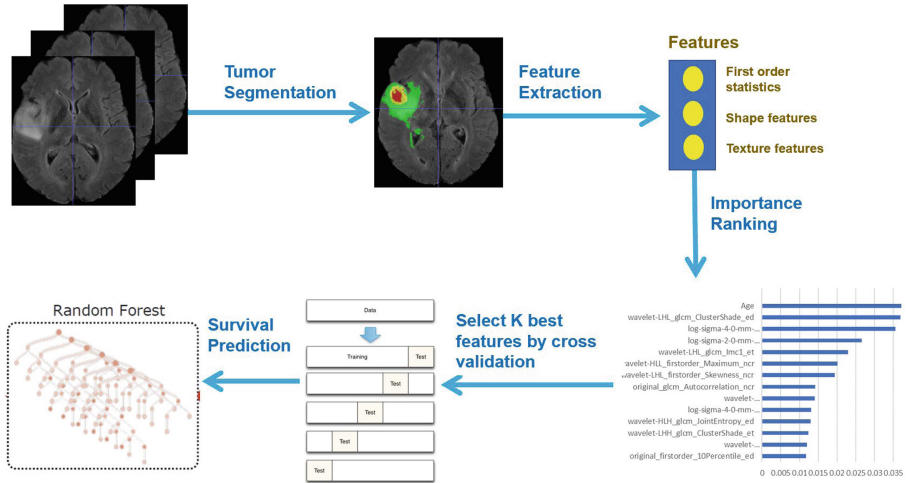 Tumor
Segmentation
Feature
Extraction
Features
First order
statistics
Shape features
Texture features
Importance
Ranking
Age
wavelet-LHL_glcm_ClusterShade_ed
log-sigma-4-0-mm-...
log-sigma-2-0-mm-...
wavelet-LHL_glcm_Imc1_et
wavelet-HLL_firstorder_Maximum_ncr
wavelet-LHL_firstorder_Skewness_ncr
original_glcm_Autocorrelation_ncr
wavelet-...
log-sigma-4-0-mm-...
wavelet-HLH_glcm_JointEntropy_ed
wavelet-LHH_glcm_ClusterShade_et
wavelet-...
original_firstorder_10Percentile_ed
0 0.005 0.01 0.015 0.02 0.025 0.03 0.035
Select K best
features by cross
validation
Data
Training Test
Test
Test
Test
Test
Survival
Prediction
Random Forest